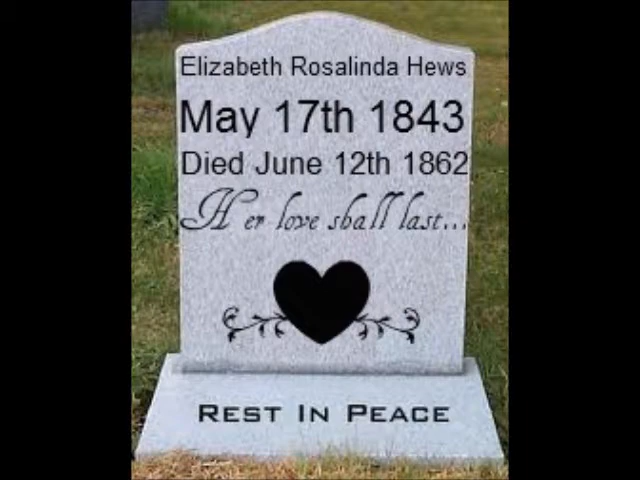 Elizabeth Rosalinda Hews
May 17th 1843
Died June 12th 1862
Her love shall last...
REST IN PEACE